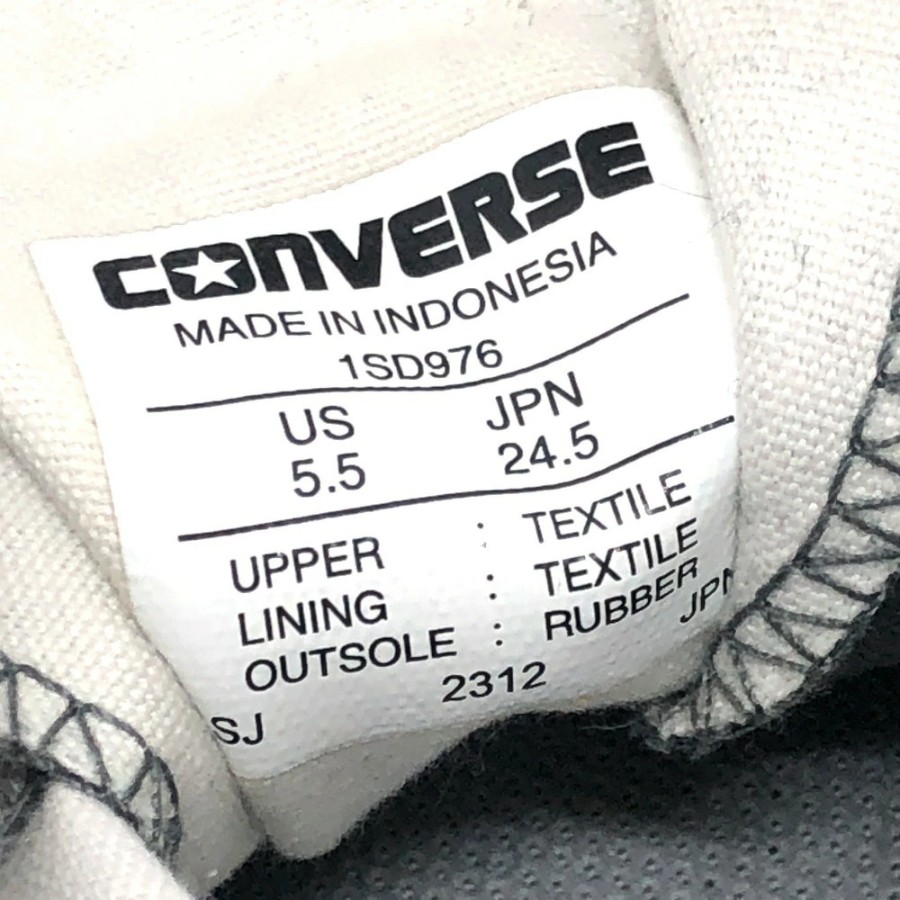 CONVERSE
MADE IN INDONESIA
1SD976
US JPN
5.5 24.5
UPPER : TEXTILE
LINING : TEXTILE
OUTSOLE : RUBBER
JPN
2312
SJ